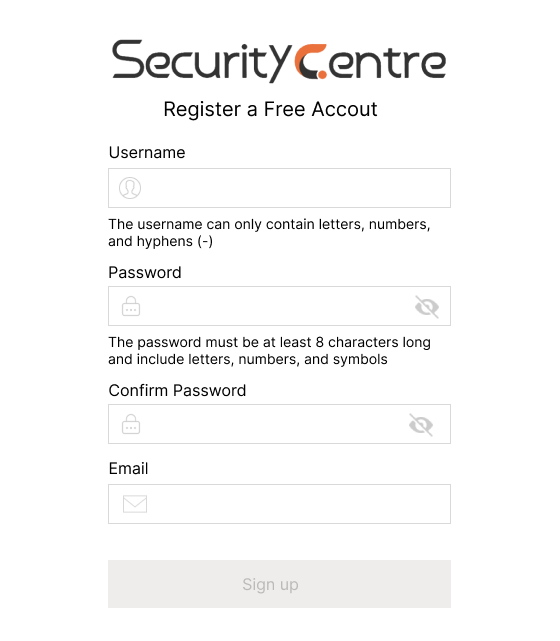 SecurityCentre
Register a Free Accout
Username
The username can only contain letters, numbers,
and hyphens (-)
Password
The password must be at least 8 characters long
and include letters, numbers, and symbols
Confirm Password
Email
Sign up